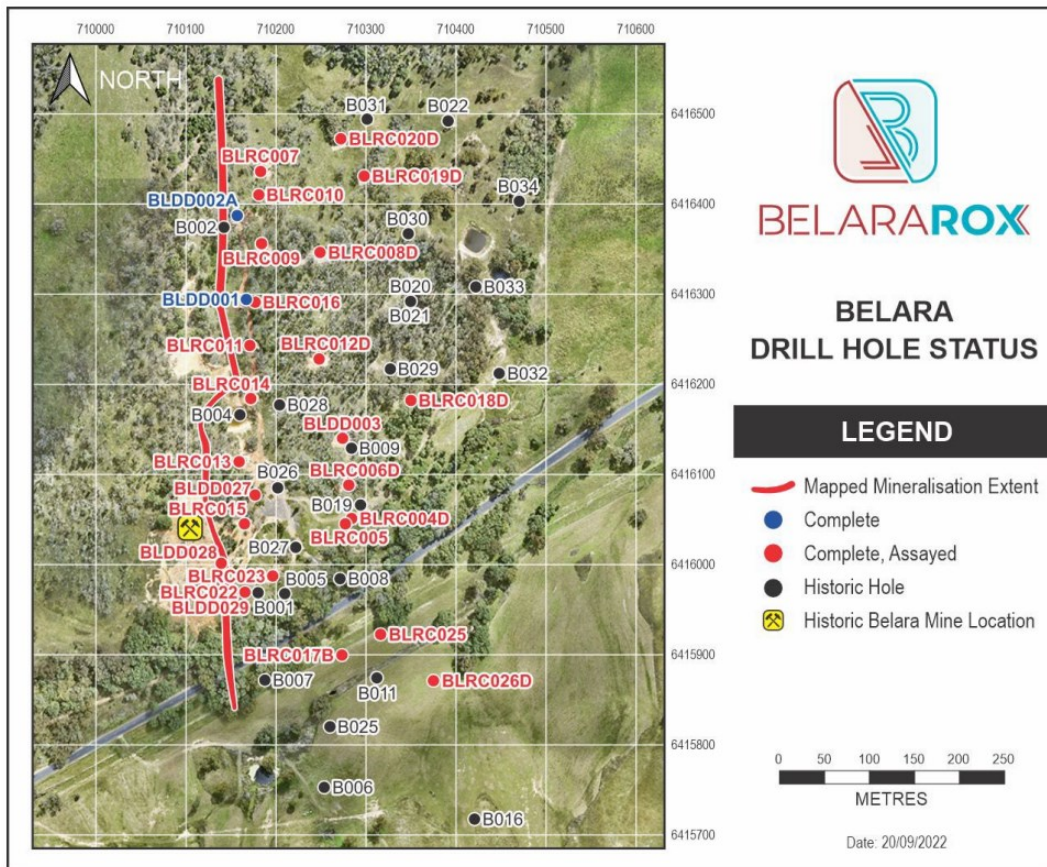 710000 710100 710200 710300 710400 710500 710600
NORTH
B031
B022
6416500
BLRC020D
BLRC007
BLRC019D
BLRC010
B034
BLDD002A
6416400
B002
B030
BLRC009
BLRC008D
B020
B033
6416300
BLDD001
BLRC016
B021
BLRC011
BLRC012D
B029
B032
6416200
BLRC014
BLRC018D
B004
B028
BLDD003
B009
BLRC013
B026
BLRC006D
6416100
BLDD027
B019
BLRC015
BLRC004D
BLRC005
B027
BLDD028
6416000
BLRC023
B005
B008
BLRC022
BLDD029
B001
BLRC025
BLRC017B
6415900
B007
B011
BLRC026D
B025
6415800
B006
B016
6415700
BELARAROX
BELARA
DRILL HOLE STATUS
LEGEND
Mapped Mineralisation Extent
Complete
Complete, Assayed
Historic Hole
Historic Belara Mine Location
0 50 100 150 200 250
METRES
Date: 20/09/2022